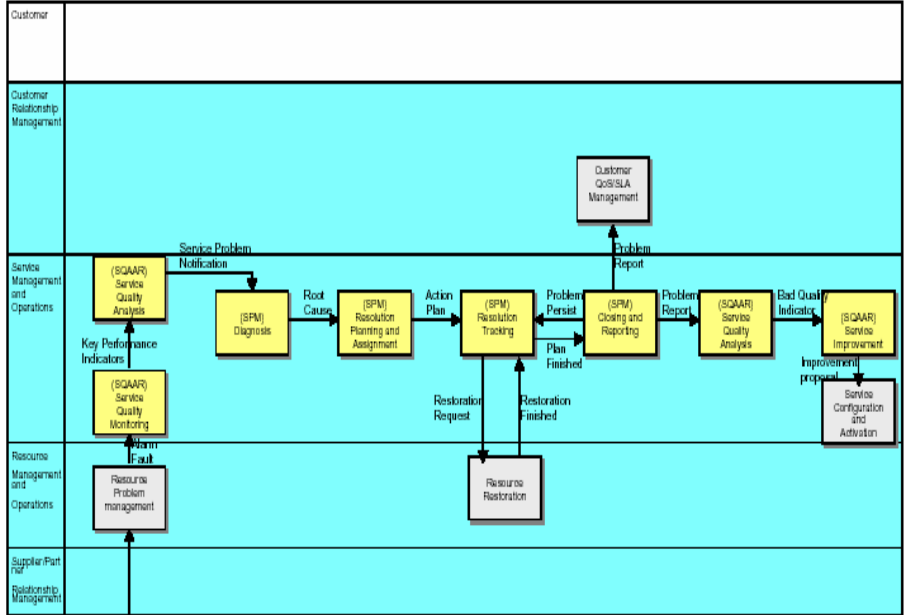 Customer
Customer
Relationship
Management
Customer
QoS/SLA
Management
Service
Management
and
Operations
Service Problem
Notification
Problem
Report
(SQAAR)
Service
Quality
Analysis
(SPM)
Diagnosis
Root
Cause
(SPM)
Resolution
Planning and
Assignment
Action
Plan
(SPM)
Resolution
Tracking
Problem
Persist
Plan
Finished
(SPM)
Closing and
Reporting
Problem
Report
(SQAAR)
Service
Quality
Analysis
Bad Quality
Indicator
(SQAAR)
Service
Improvement
Improvement
proposal
Service
Configuration
and
Activation
Key Performance
Indicators
(SQAAR)
Service
Quality
Monitoring
Restoration
Request
Restoration
Finished
Alarm
Fault
Resource
Management
and
Operations
Resource
Problem
management
Resource
Restoration
Supplier/Part
ner
Relationship
Management